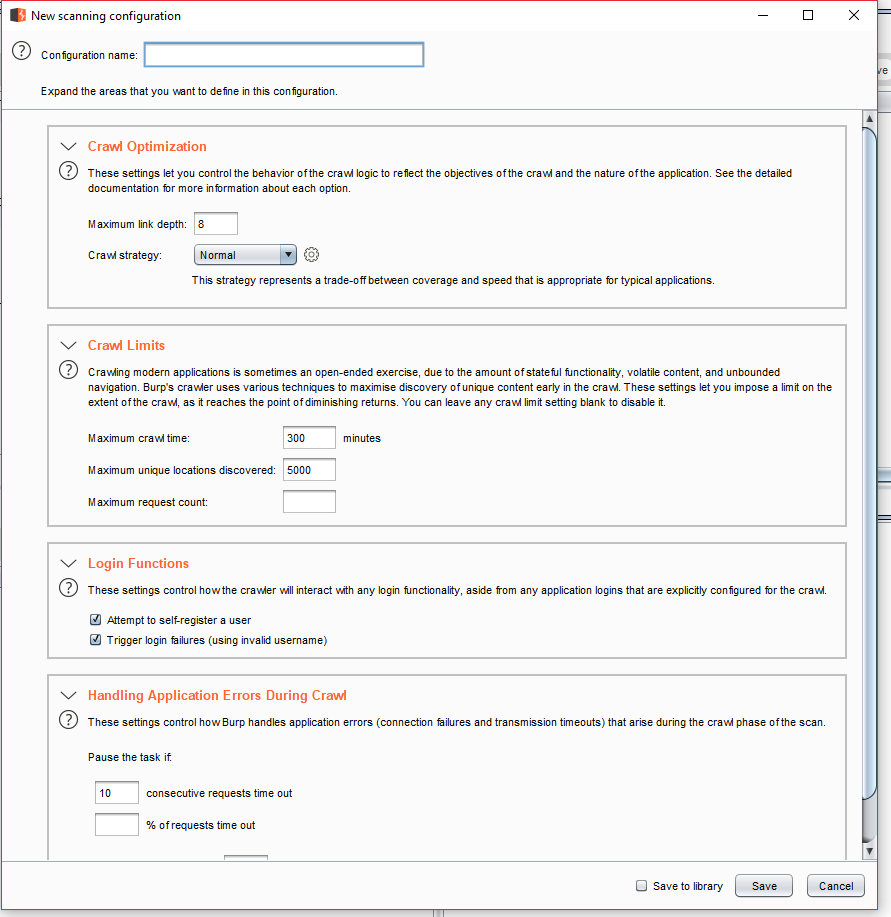 New scanning configuration
Configuration name:
ve
Expand the areas that you want to define in this configuration.
Crawl Optimization
These settings let you control the behavior of the crawl logic to reflect the objectives of the crawl and the nature of the application. See the detailed
documentation for more information about each option.
Maximum link depth: 8
Crawl strategy: Normal
This strategy represents a trade-off between coverage and speed that is appropriate for typical applications.
Crawl Limits
Crawling modern applications is sometimes an open-ended exercise, due to the amount of stateful functionality, volatile content, and unbounded
navigation. Burp's crawler uses various techniques to maximise discovery of unique content early in the crawl. These settings let you impose a limit on the
extent of the crawl, as it reaches the point of diminishing returns. You can leave any crawl limit setting blank to disable it.
Maximum crawl time: 300 minutes
Maximum unique locations discovered: 5000
Maximum request count:
Login Functions
These settings control how the crawler will interact with any login functionality, aside from any application logins that are explicitly configured for the crawl.
Attempt to self-register a user
Trigger login failures (using invalid username)
Handling Application Errors During Crawl
These settings control how Burp handles application errors (connection failures and transmission timeouts) that arise during the crawl phase of the scan.
Pause the task if:
10 consecutive requests time out
% of requests time out
Save to library Save Cancel